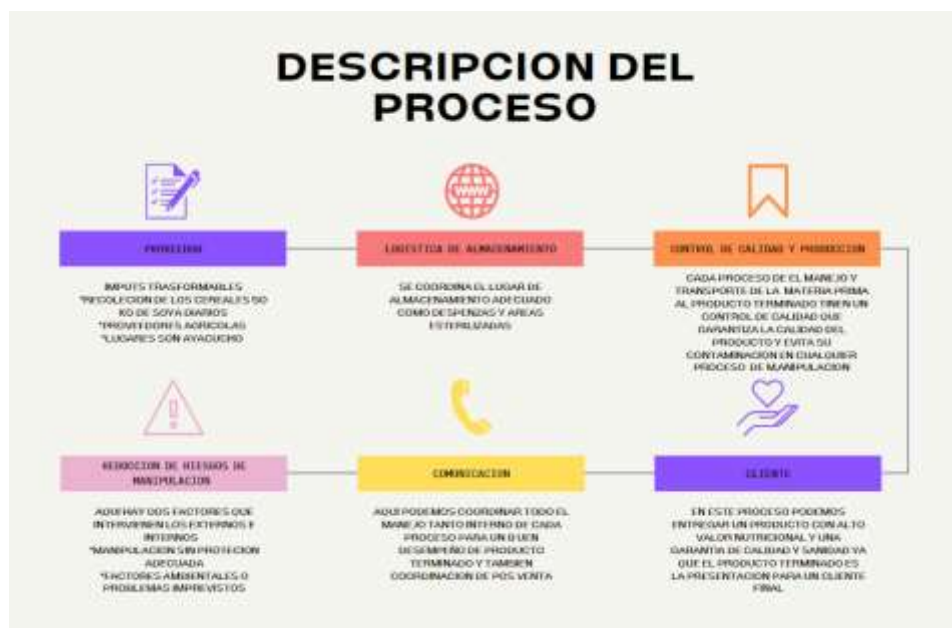 DESCRIPCION DEL
PROCESO
WWW
PROVEEDOR
LOGISTICA DE ALMACENAMIENTO
CONTROL DE CALIDAD Y PRODUCCION
IMPUTS TRASFORMABLES
*RECOLECION DE LOS CEREALES 50
KG DE SOYA DIARIOS
*PROVEEDORES AGRICOLAS
*LUGARES SON AYACUCHO
SE COORDINA EL LUGAR DE
ALMACENAMIENTO ADECUADO
COMO DESPENZAS Y AREAS
ESTERILIZADAS
CADA PROCESO DE EL MANEJO Y
TRANSPORTE DE LA MATERIA PRIMA
AL PRODUCTO TERMINADO TINEN UN
CONTROL DE CALIDAD QUE
GARANTIZA LA CALIDAD DEL
PRODUCTO Y EVITA SU
CONTAMINACION EN CUALQUIER
PROCESO DE MANIPULACION
REDUCCION DE RIESGOS DE
MANIPULACION
COMUNICACION
CLIENTE
AQUI HAY DOS FACTORES QUE
INTERVIENEN LOS EXTERNOS E
INTERNOS
*MANIPULACION SIN PROTECION
ADECUADA
*FACTORES AMBIENTALES O
PROBLEMAS IMPREVISTOS
AQUI PODEMOS COORDINAR TODO EL
MANEJO TANTO INTERNO DE CADA
PROCESO PARA UN BUEN
DESEMPEÑO DE PRODUCTO
TERMINADO Y TAMBIEN
COORDINACION DE POS VENTA
EN ESTE PROCESO PODEMOS
ENTREGAR UN PRODUCTO CON ALTO
VALOR NUTRICIONAL Y UNA
GARANTIA DE CALIDAD Y SANIDAD YA
QUE EL PRODUCTO TERMINADO ES
LA PRESENTACION PARA UN CLIENTE
FINAL